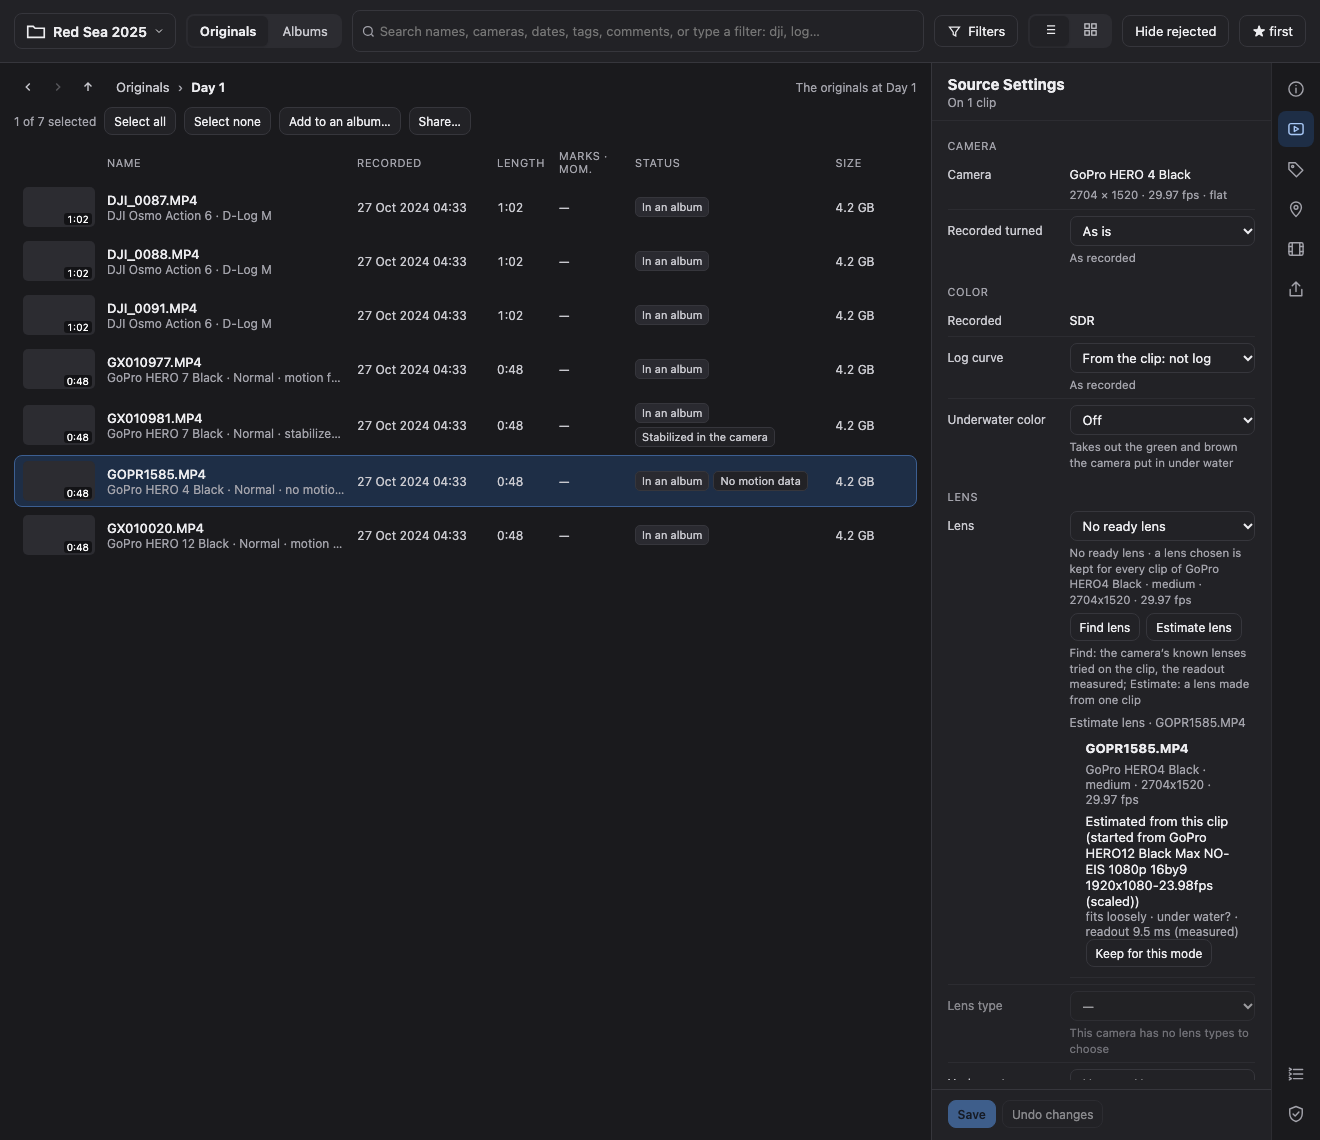 Red Sea 2025
Originals
Albums
Search names, cameras, dates, tags, comments, or type a filter: dji, log...
Filters
Hide rejected
★ first
Originals › Day 1
The originals at Day 1
1 of 7 selected
Select all
Select none
Add to an album...
Share...
NAME
RECORDED
LENGTH
MARKS ·
MOM.
STATUS
SIZE
1:02
DJI_0087.MP4
DJI Osmo Action 6 · D-Log M
27 Oct 2024 04:33
1:02
—
In an album
4.2 GB
1:02
DJI_0088.MP4
DJI Osmo Action 6 · D-Log M
27 Oct 2024 04:33
1:02
—
In an album
4.2 GB
1:02
DJI_0091.MP4
DJI Osmo Action 6 · D-Log M
27 Oct 2024 04:33
1:02
—
In an album
4.2 GB
0:48
GX010977.MP4
GoPro HERO 7 Black · Normal · motion f...
27 Oct 2024 04:33
0:48
—
In an album
4.2 GB
0:48
GX010981.MP4
GoPro HERO 7 Black · Normal · stabilize...
27 Oct 2024 04:33
0:48
—
In an album
Stabilized in the camera
4.2 GB
0:48
GOPR1585.MP4
GoPro HERO 4 Black · Normal · no motio...
27 Oct 2024 04:33
0:48
—
In an album
No motion data
4.2 GB
0:48
GX010020.MP4
GoPro HERO 12 Black · Normal · motion ...
27 Oct 2024 04:33
0:48
—
In an album
4.2 GB
Source Settings
On 1 clip
CAMERA
Camera
GoPro HERO 4 Black
2704 × 1520 · 29.97 fps · flat
Recorded turned
As is
As recorded
COLOR
Recorded
SDR
Log curve
From the clip: not log
As recorded
Underwater color
Off
Takes out the green and brown
the camera put in under water
LENS
Lens
No ready lens
No ready lens · a lens chosen is
kept for every clip of GoPro
HERO4 Black · medium ·
2704x1520 · 29.97 fps
Find lens
Estimate lens
Find: the camera's known lenses
tried on the clip, the readout
measured; Estimate: a lens made
from one clip
Estimate lens · GOPR1585.MP4
GOPR1585.MP4
GoPro HERO4 Black ·
medium · 2704x1520 ·
29.97 fps
Estimated from this clip
(started from GoPro
HERO12 Black Max NO-
EIS 1080p 16by9
1920x1080-23.98fps
(scaled))
fits loosely · under water? ·
readout 9.5 ms (measured)
Keep for this mode
Lens type
—
This camera has no lens types to
choose
Save
Undo changes